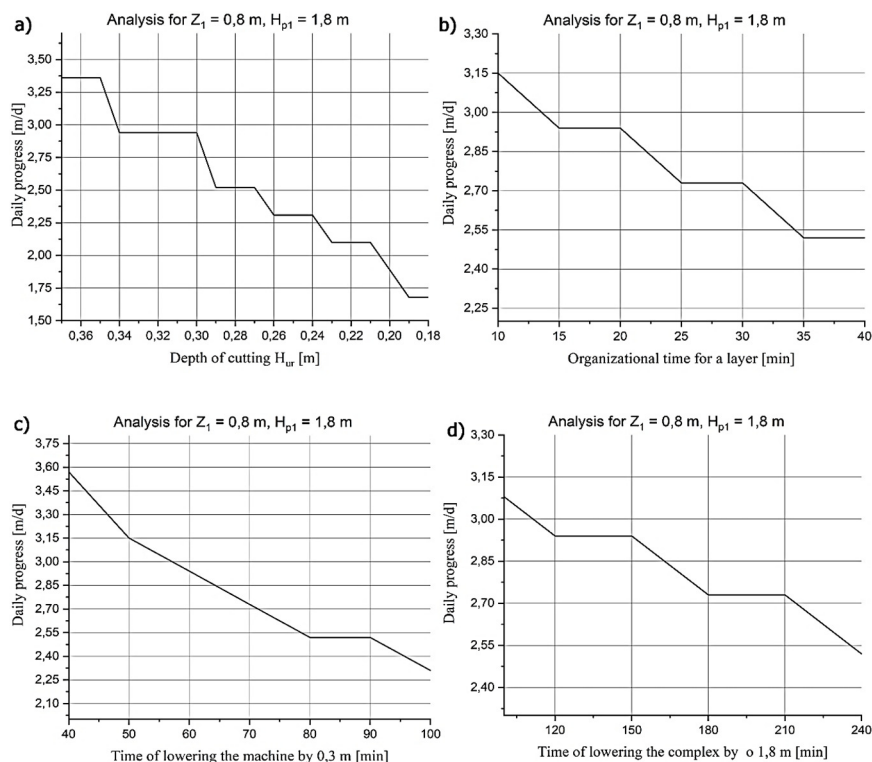 a)
Analysis for Z₁ = 0,8 m, Hₚ₁ = 1,8 m
Daily progress [m/d]
3,50
3,25
3,00
2,75
2,50
2,25
2,00
1,75
1,50
0,36 0,34 0,32 0,30 0,28 0,26 0,24 0,22 0,20 0,18
Depth of cutting Hᵤᵣ [m]
b)
Analysis for Z₁ = 0,8 m, Hₚ₁ = 1,8 m
Daily progress [m/d]
3,30
3,15
3,00
2,85
2,70
2,55
2,40
2,25
10 15 20 25 30 35 40
Organizational time for a layer [min]
c)
Analysis for Z₁ = 0,8 m, Hₚ₁ = 1,8 m
Daily progress [m/d]
3,75
3,60
3,45
3,30
3,15
3,00
2,85
2,70
2,55
2,40
2,25
2,10
40 50 60 70 80 90 100
Time of lowering the machine by 0,3 m [min]
d)
Analysis for Z₁ = 0,8 m, Hₚ₁ = 1,8 m
Daily progress [m/d]
3,30
3,15
3,00
2,85
2,70
2,55
2,40
120 150 180 210 240
Time of lowering the complex by o 1,8 m [min]